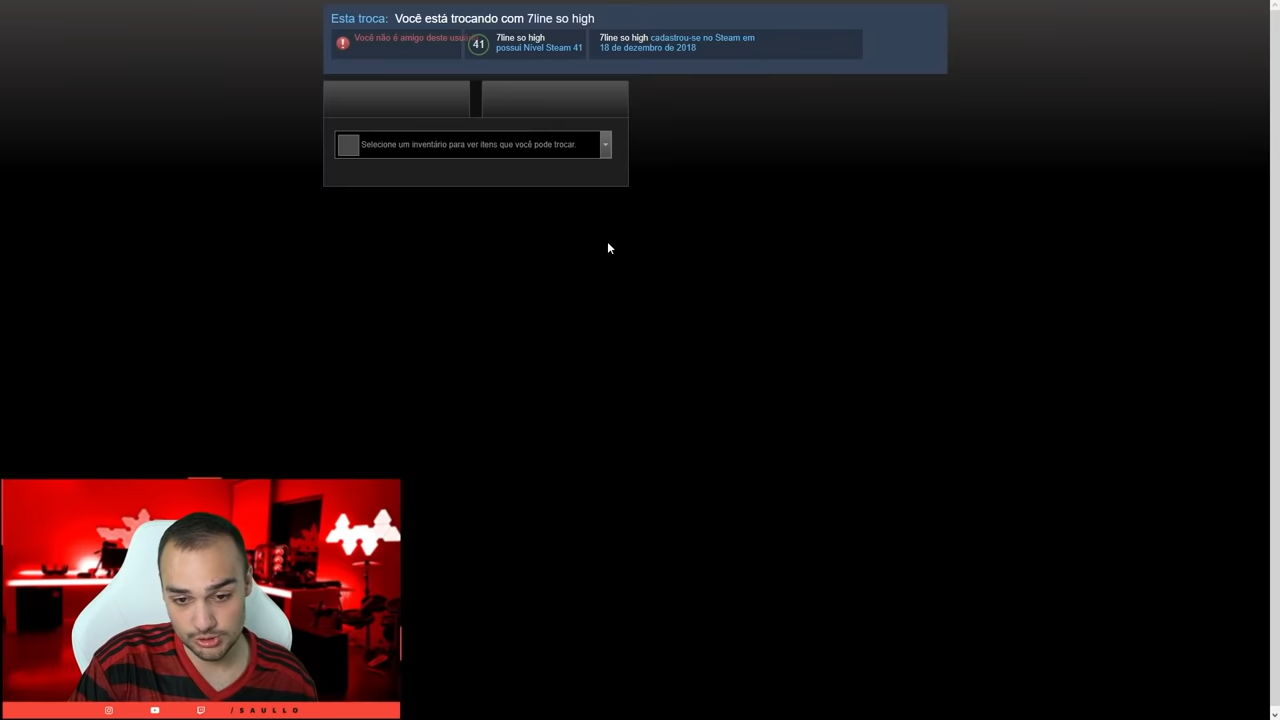 Esta troca: Você está trocando com 7line so high
Você não é amigo deste
41
7line so high
possui Nível Steam 41
7line so high cadastrou-se no Steam em
18 de dezembro de 2018
Selecione um inventário para ver itens que você pode trocar.
/SAULLO